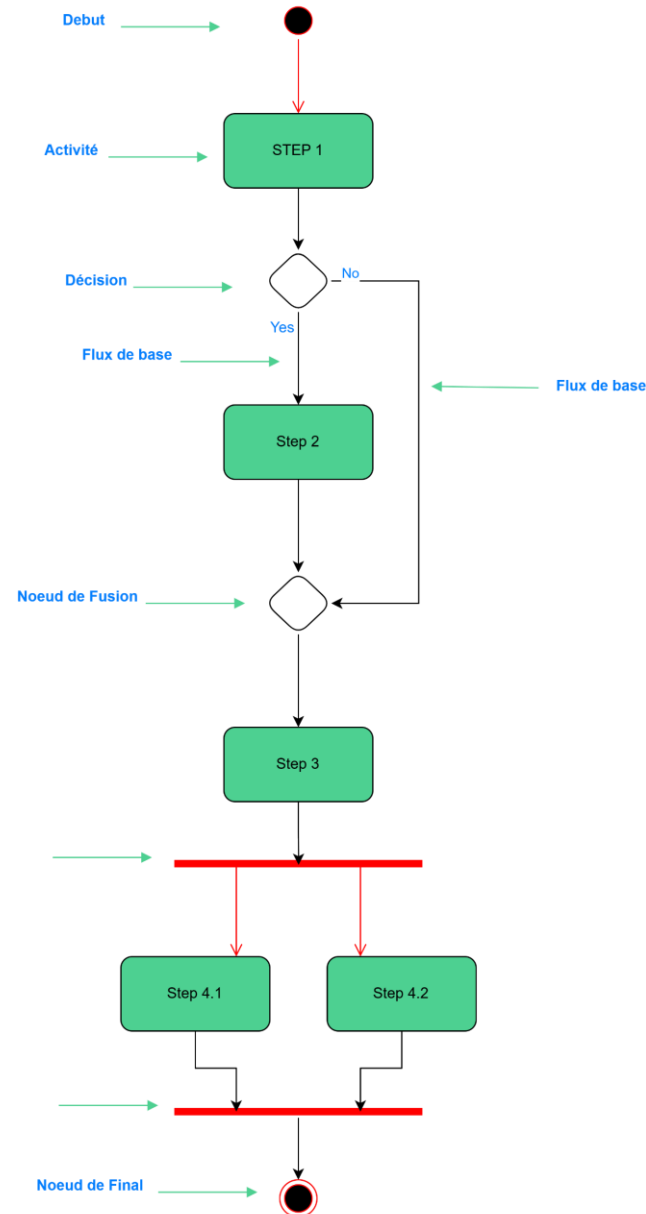 Debut
STEP 1
Activité
No
Décision
Yes
Flux de base
Flux de base
Step 2
Noeud de Fusion
Step 3
Step 4.1
Step 4.2
Noeud de Final